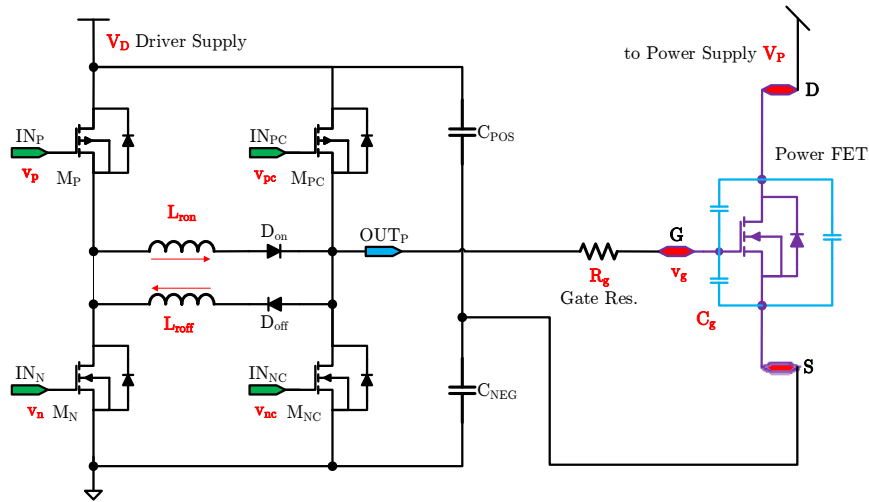 V_D Driver Supply
to Power Supply V_P
D
IN_P
IN_PC
C_POS
v_p
M_P
v_pc
M_PC
Power FET
L_ron
D_on
OUT_P
G
R_g
v_g
Gate Res.
L_roff
D_off
C_g
IN_N
IN_NC
S
C_NEG
v_n
M_N
v_nc
M_NC